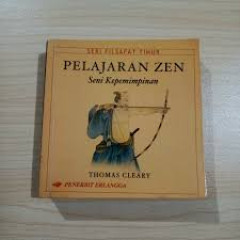 SERI FILSAFAT TIMUR
PELAJARAN ZEN
Seni Kepemimpinan
THOMAS CLEARY
PENERBIT ERLANGGA